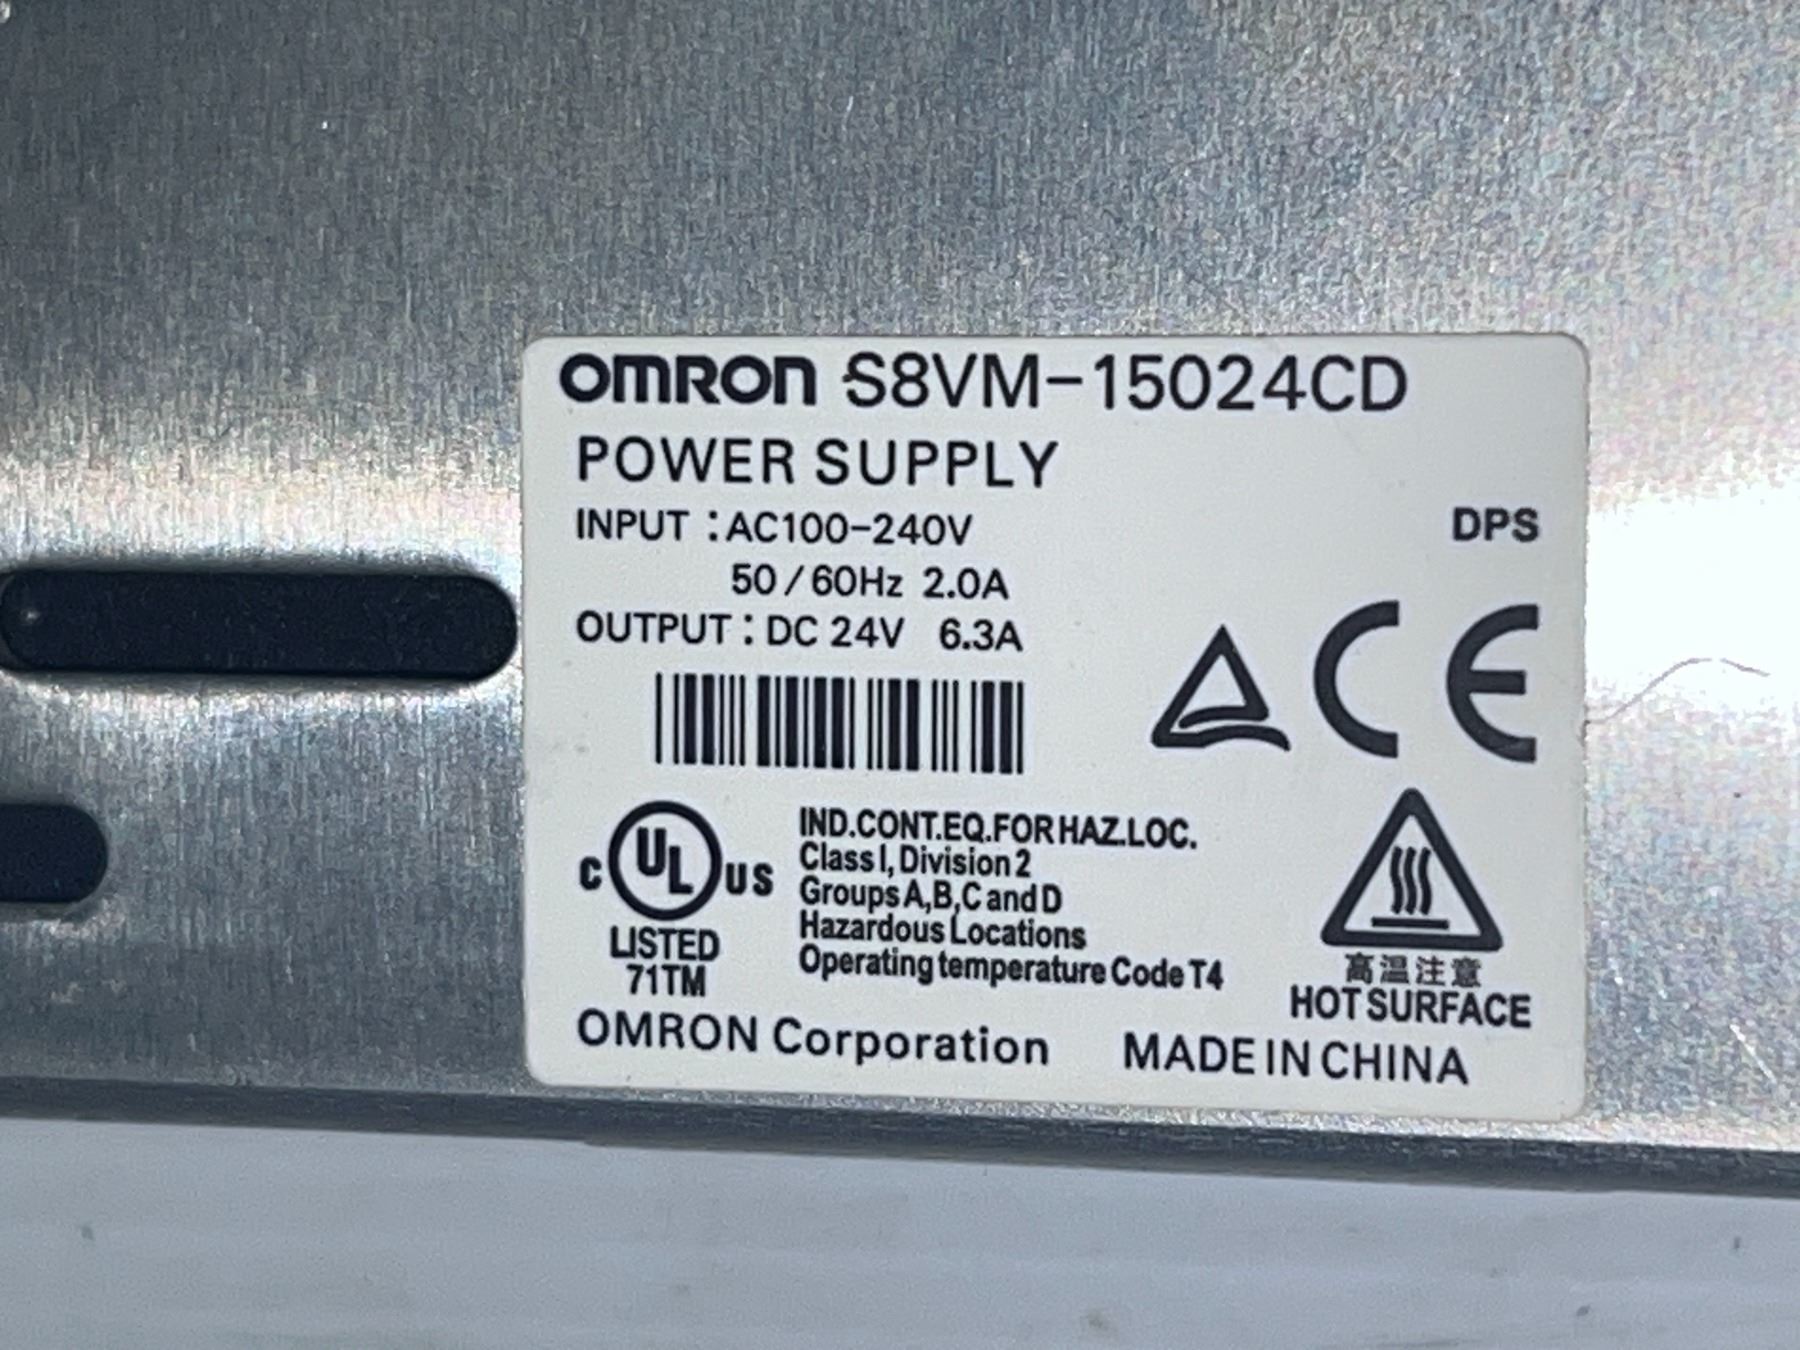 OMRON S8VM-15024CD
POWER SUPPLY
INPUT : AC100-240V
50/60Hz 2.0A
OUTPUT : DC 24V 6.3A
DPS
CE
C UL US
LISTED
71TM
IND.CONT.EQ.FOR HAZ.LOC.
Class I, Division 2
Groups A,B,C and D
Hazardous Locations
Operating temperature Code T4
高温注意
HOT SURFACE
OMRON Corporation MADE IN CHINA